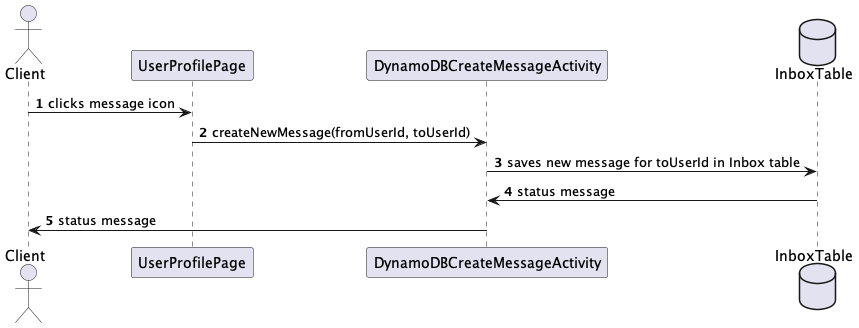 Client
UserProfilePage
DynamoDBCreateMessageActivity
InboxTable
1 clicks message icon
2 createNewMessage(fromUserId, toUserId)
3 saves new message for toUserId in Inbox table
4 status message
5 status message
Client
UserProfilePage
DynamoDBCreateMessageActivity
InboxTable